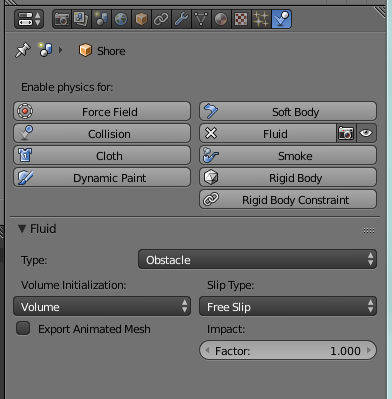 Shore
Enable physics for:
Force Field Soft Body
Collision Fluid
Cloth Smoke
Dynamic Paint Rigid Body
Rigid Body Constraint
Fluid
Type: Obstacle
Volume Initialization: Slip Type:
Volume Free Slip
Export Animated Mesh Impact:
Factor: 1.000